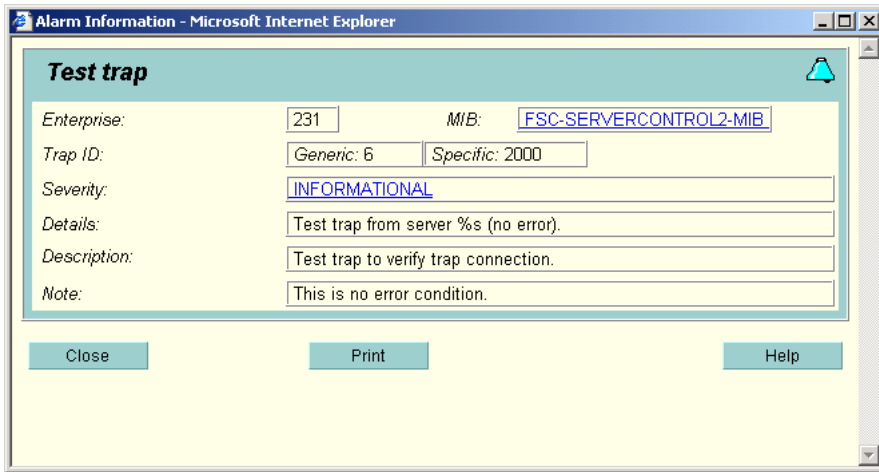 Alarm Information - Microsoft Internet Explorer
Test trap
Enterprise: 231 MIB: FSC-SERVERCONTROL2-MIB
Trap ID: Generic: 6 Specific: 2000
Severity: INFORMATIONAL
Details: Test trap from server %s (no error).
Description: Test trap to verify trap connection.
Note: This is no error condition.
Close Print Help